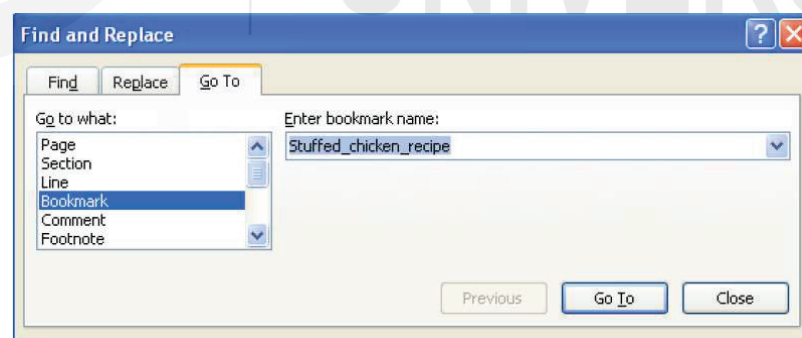 Find and Replace
Find Replace Go To
Go to what: Enter bookmark name:
Page Stuffed_chicken_recipe
Section
Line
Bookmark
Comment
Footnote
Previous Go To Close